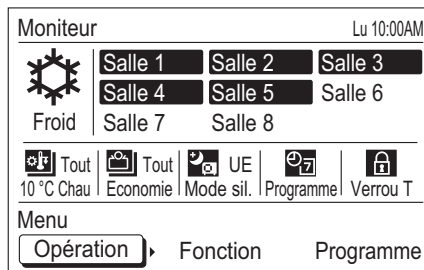 Moniteur Lu 10:00AM
Salle 1 Salle 2 Salle 3
Salle 4 Salle 5 Salle 6
Froid Salle 7 Salle 8
Tout Tout UE 7
10 °C Chau Economie Mode sil. Programme Verrou T
Menu
Opération Fonction Programme